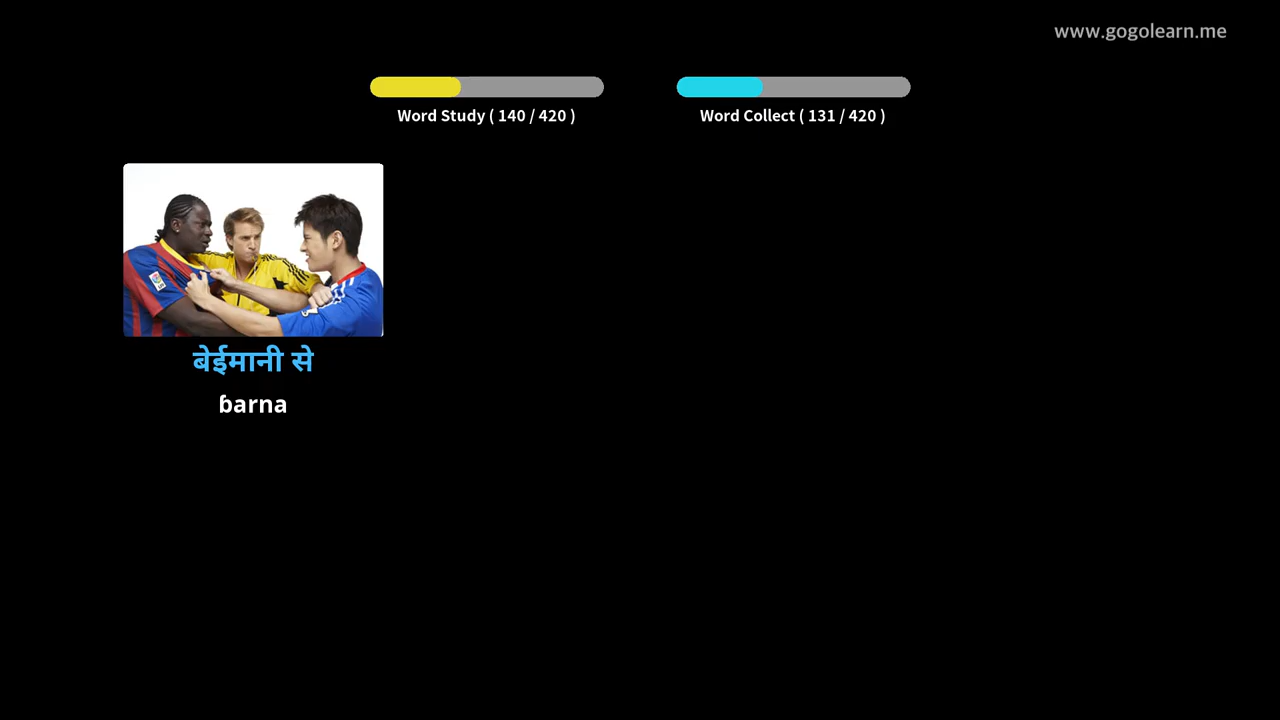 www.gogolearn.me
Word Study ( 140 / 420 )
Word Collect ( 131 / 420 )
बेईमानी से
ɓarna